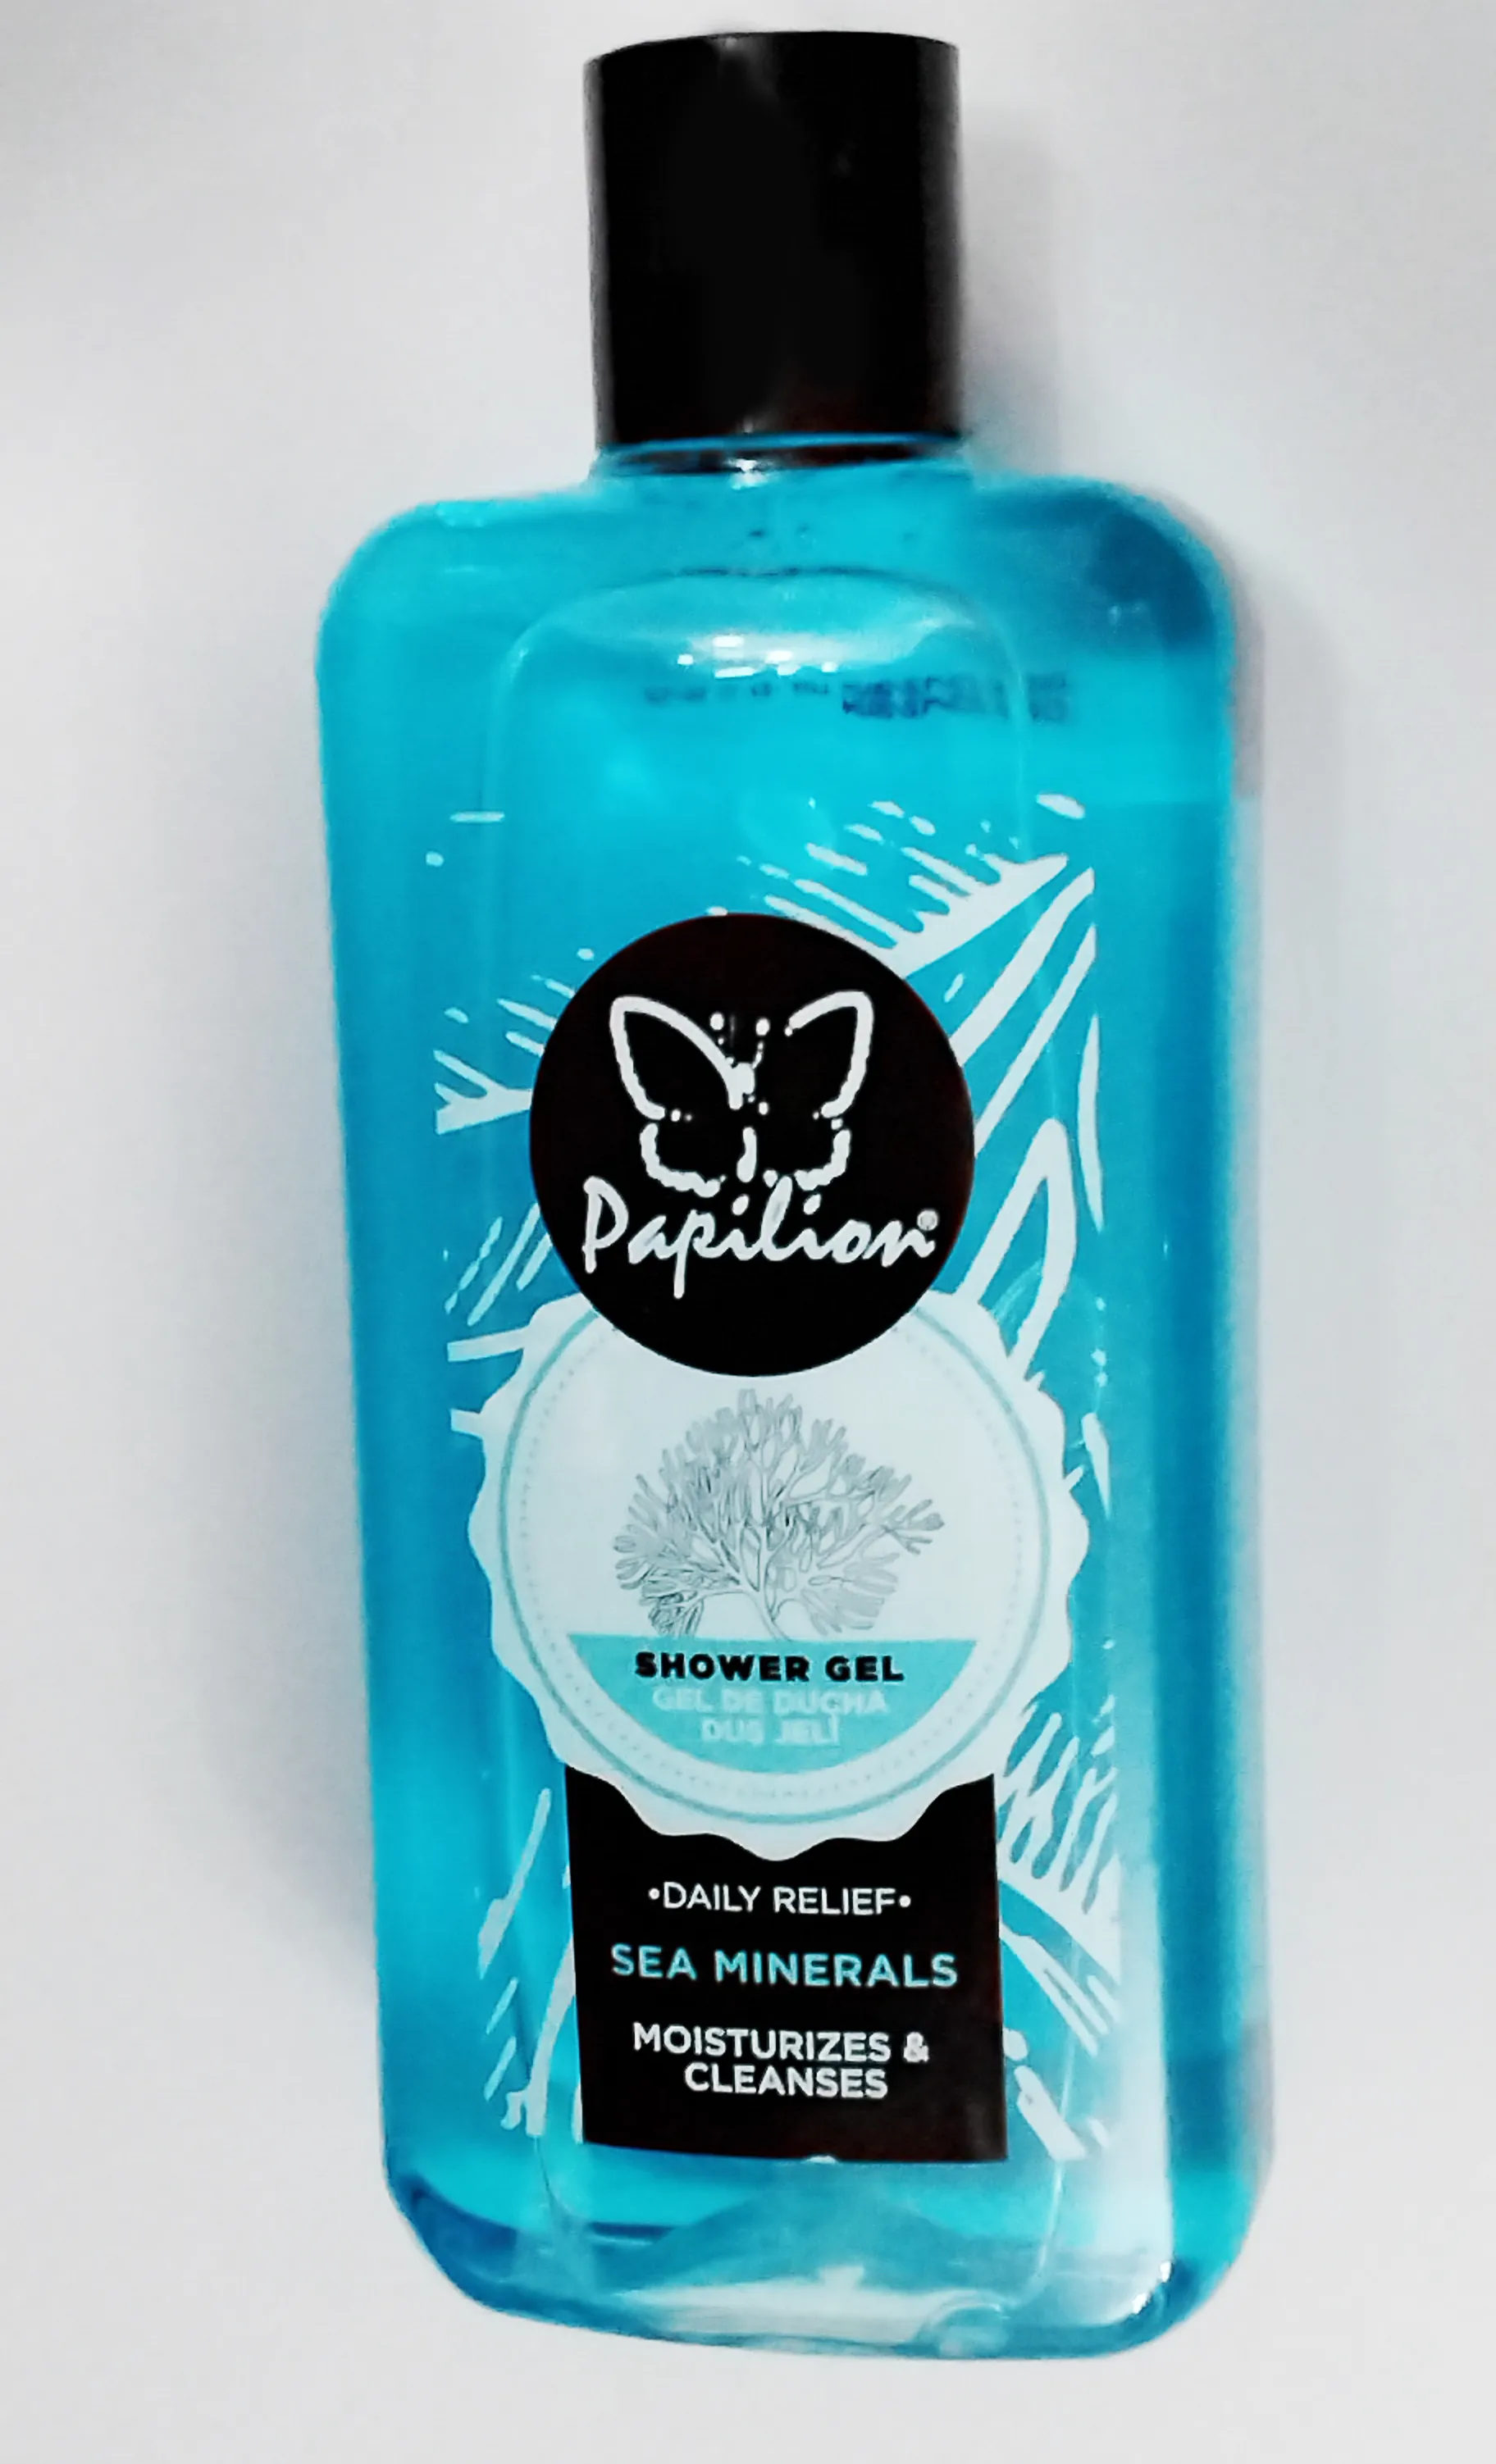 Papilion®
SHOWER GEL
GEL DE DUCHA
DUŞ JELİ
•DAILY RELIEF•
SEA MINERALS
MOISTURIZES &
CLEANSES